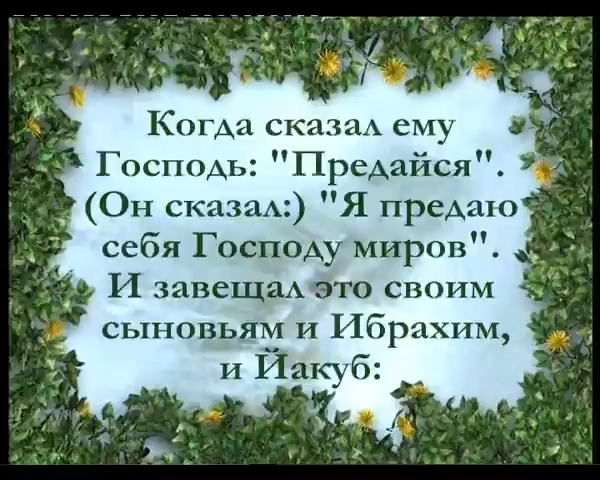 Когда сказал ему
Господь: "Предайся".
(Он сказал:) "Я предаю
себя Господу миров".
И завещал это своим
сыновьям и Ибрахим,
и Йакуб: